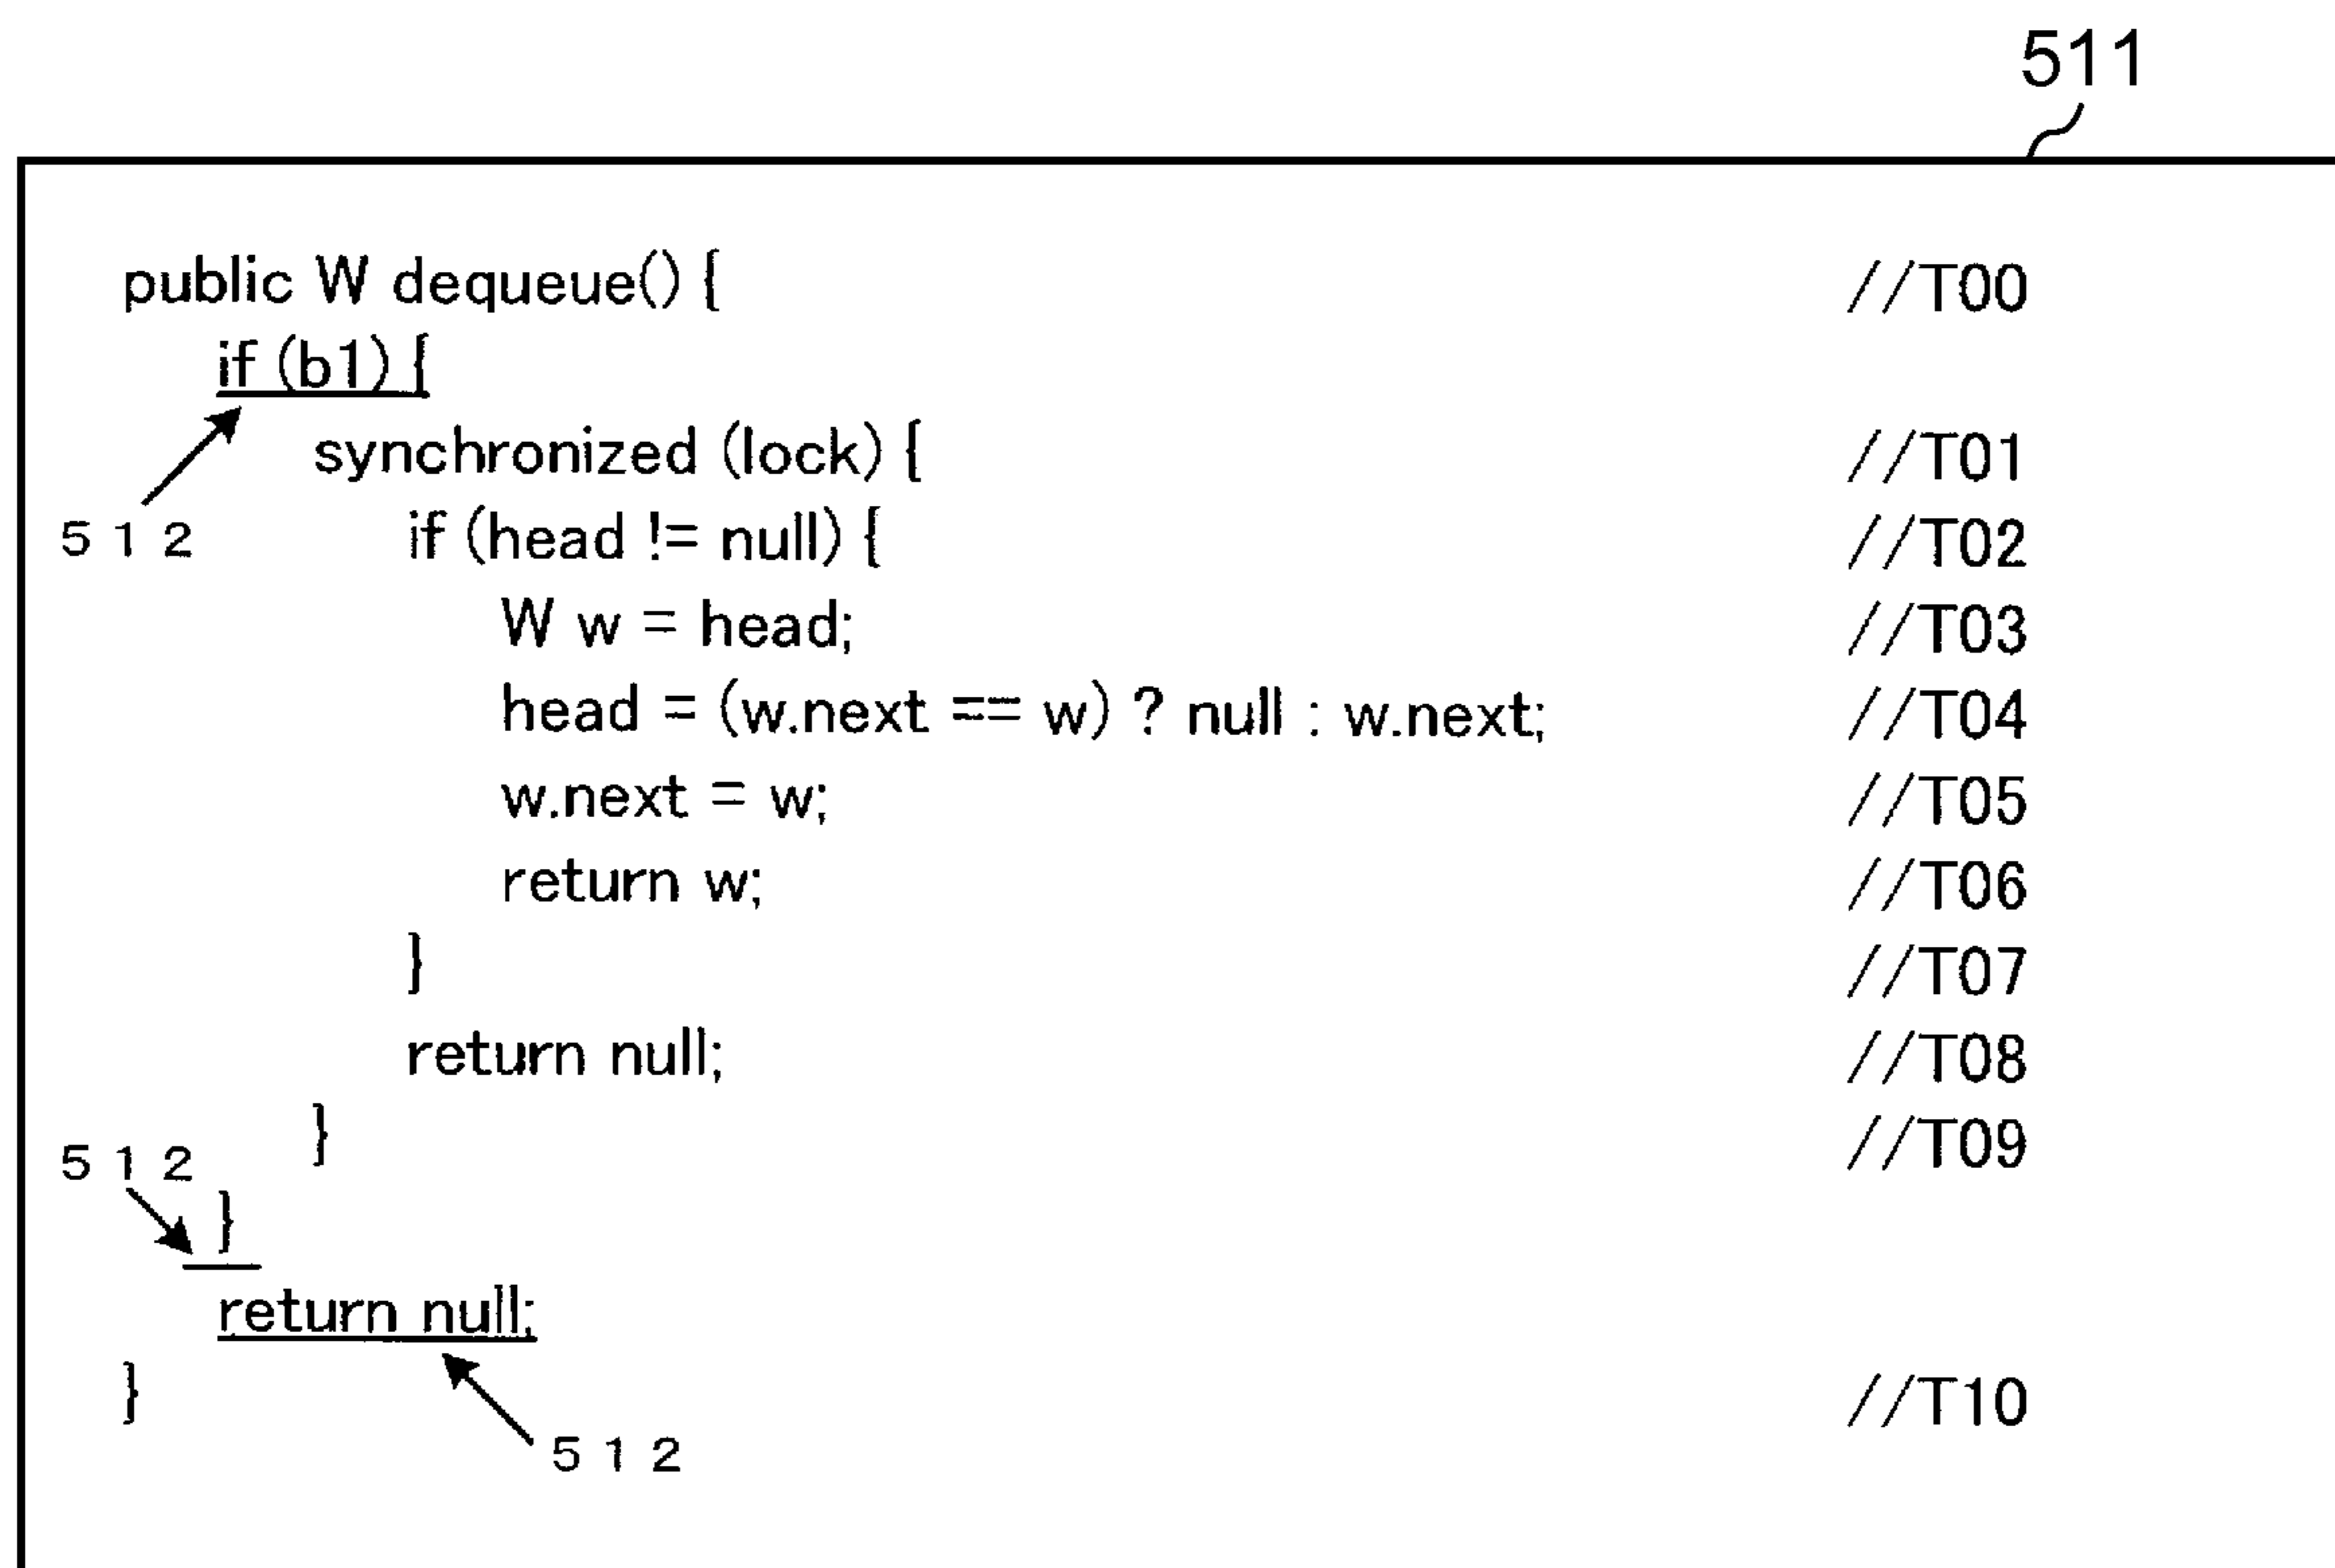 511
public W dequeue() { //T00
if (b1) {
synchronized (lock) { //T01
512 if (head != null) { //T02
W w = head; //T03
head = (w.next == w) ? null : w.next; //T04
w.next = w; //T05
return w; //T06
} //T07
return null; //T08
} //T09
512
}
return null;
} //T10
512